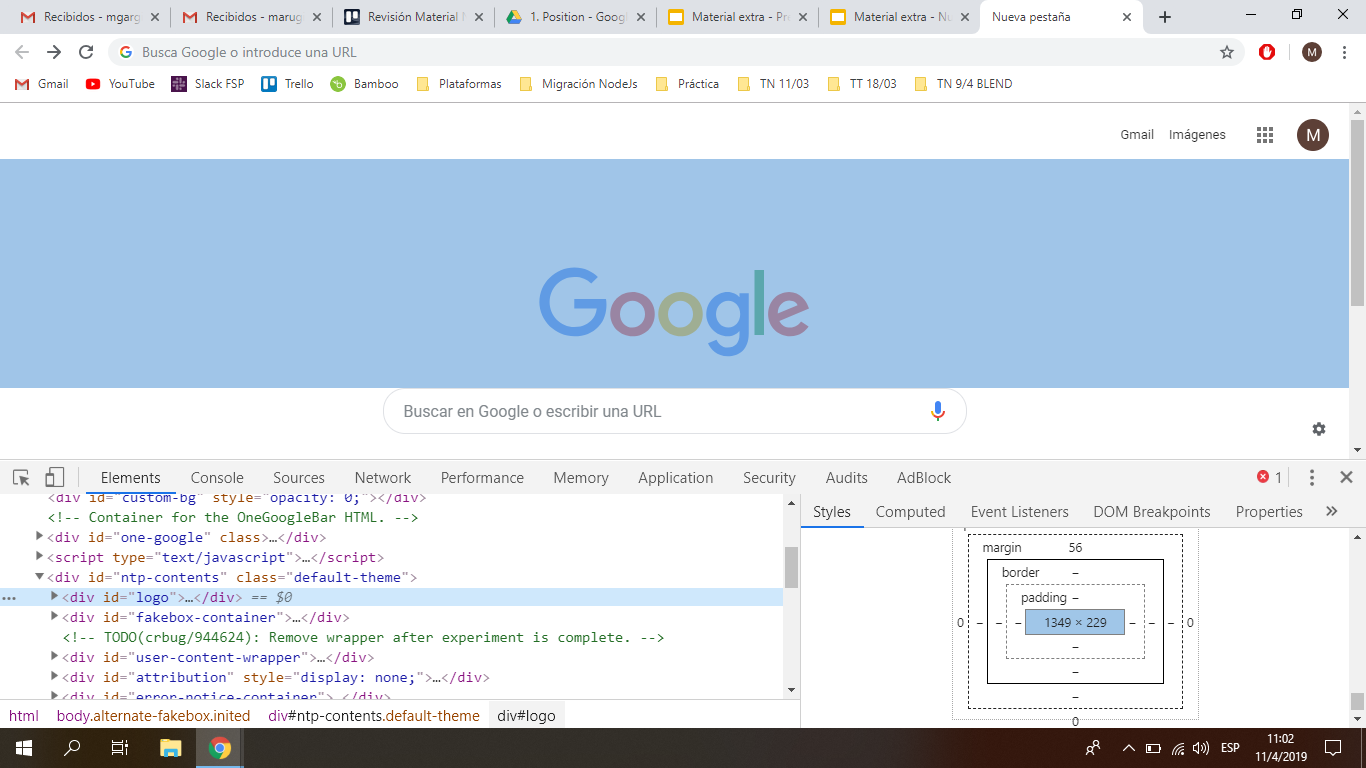 Recibidos - mgarg
Recibidos - marug
Revisión Material
1. Position - Googl
Material extra - Pr
Material extra - Nu
Nueva pestaña
Busca Google o introduce una URL
M
Gmail
YouTube
Slack FSP
Trello
Bamboo
Plataformas
Migración NodeJs
Práctica
TN 11/03
TT 18/03
TN 9/4 BLEND
Gmail Imágenes
M
Google
Buscar en Google o escribir una URL
Elements Console Sources Network Performance Memory Application Security Audits AdBlock
1
<div id="custom-bg" style="opacity: 0;"></div>
<!-- Container for the OneGoogleBar HTML. -->
<div id="one-google" class>…</div>
<script type="text/javascript">…</script>
<div id="ntp-contents" class="default-theme">
<div id="logo">…</div> == $0
<div id="fakebox-container">…</div>
<!-- TODO(crbug/944624): Remove wrapper after experiment is complete. -->
<div id="user-content-wrapper">…</div>
<div id="attribution" style="display: none;">…</div>
<div id="error-notice-container">…</div>
html body.alternate-fakebox.inited div#ntp-contents.default-theme div#logo
Styles Computed Event Listeners DOM Breakpoints Properties
margin 56
border –
padding –
0 – – – 1349 × 229 – – – 0
–
–
–
0
ESP
11:02
11/4/2019